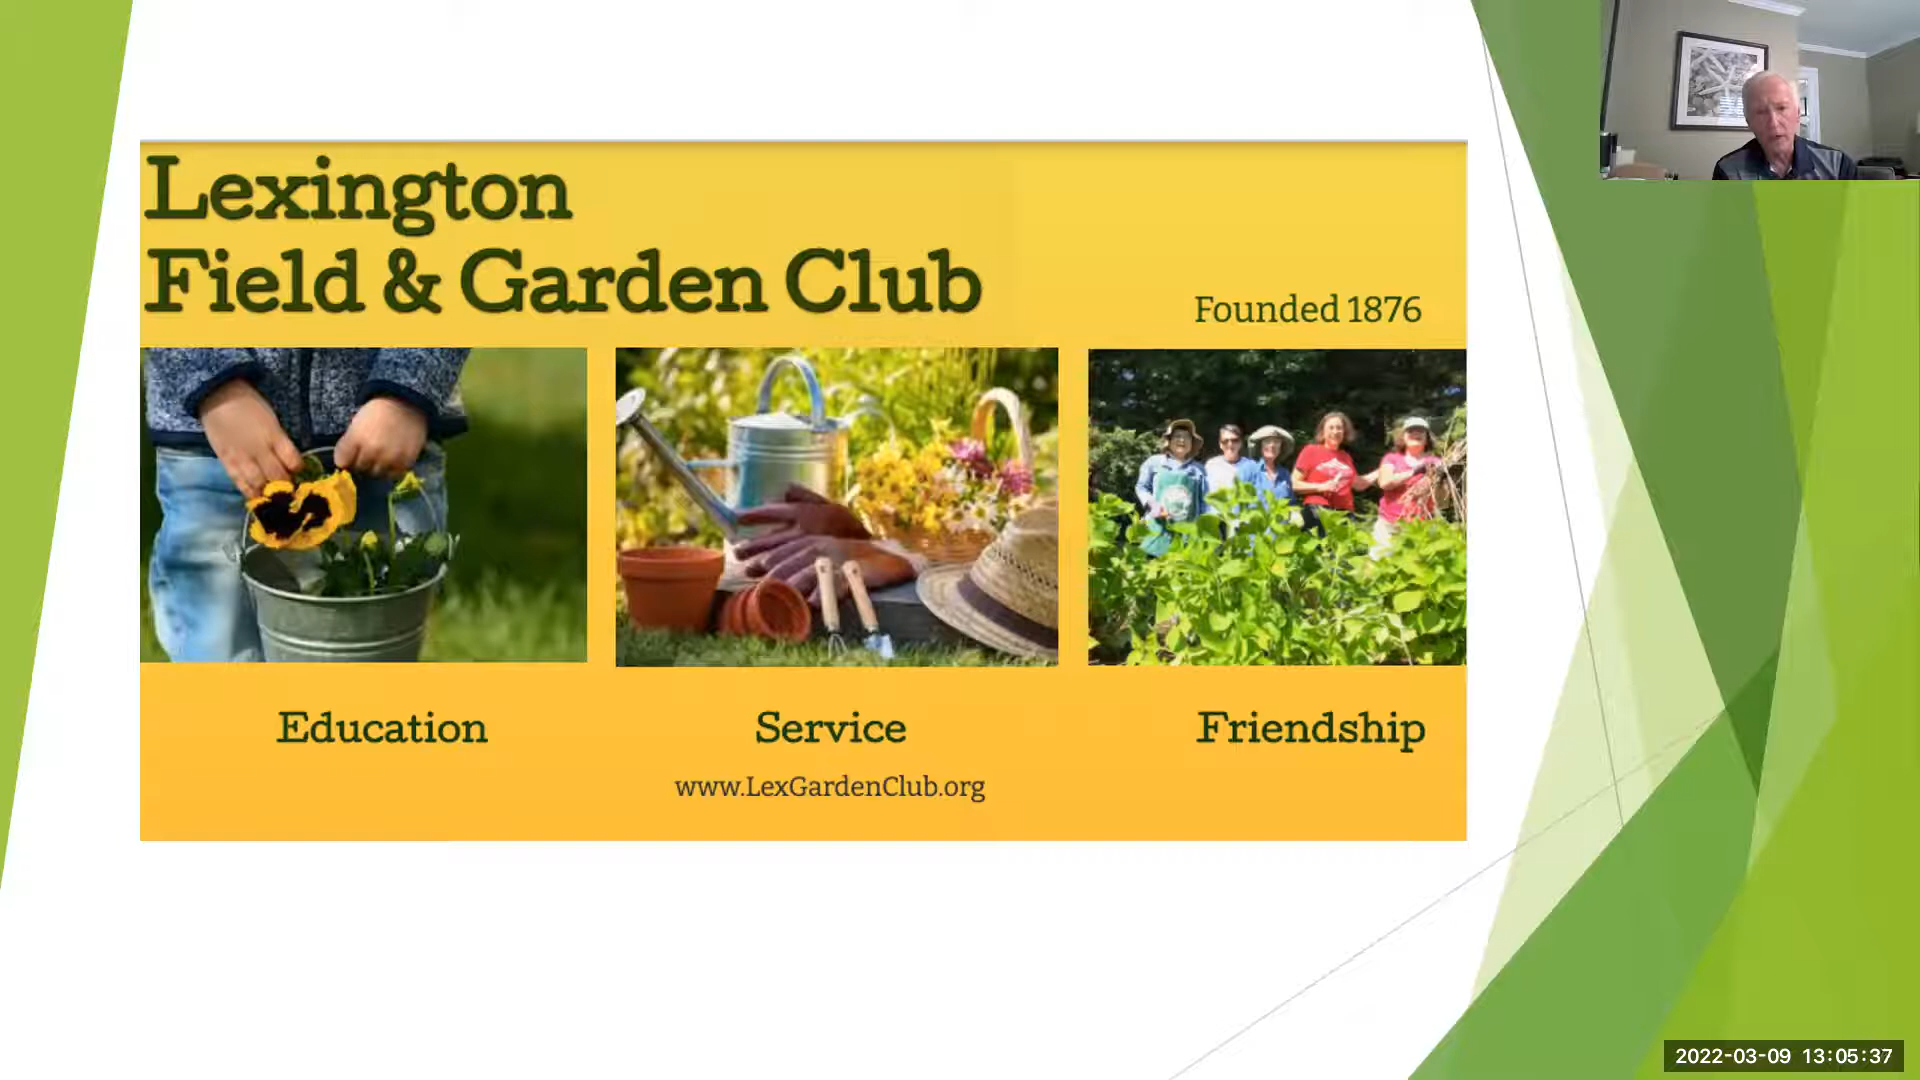 Lexington
Field & Garden Club
Founded 1876
Education
Service
Friendship
www.LexGardenClub.org
2022-03-09 13:05:37